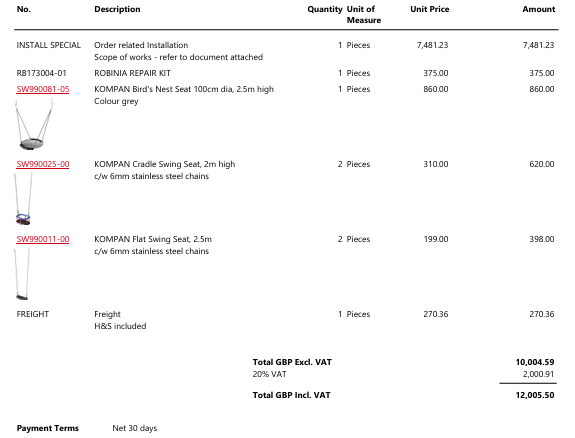 No. Description Quantity Unit of Measure Unit Price Amount
INSTALL SPECIAL Order related Installation 1 Pieces 7,481.23 7,481.23
Scope of works - refer to document attached
RB173004-01 ROBINIA REPAIR KIT 1 Pieces 375.00 375.00
SW990081-05 KOMPAN Bird's Nest Seat 100cm dia, 2.5m high 1 Pieces 860.00 860.00
Colour grey
SW990025-00 KOMPAN Cradle Swing Seat, 2m high 2 Pieces 310.00 620.00
c/w 6mm stainless steel chains
SW990011-00 KOMPAN Flat Swing Seat, 2.5m 2 Pieces 199.00 398.00
c/w 6mm stainless steel chains
FREIGHT Freight 1 Pieces 270.36 270.36
H&S included
Total GBP Excl. VAT 10,004.59
20% VAT 2,000.91
Total GBP Incl. VAT 12,005.50
Payment Terms Net 30 days